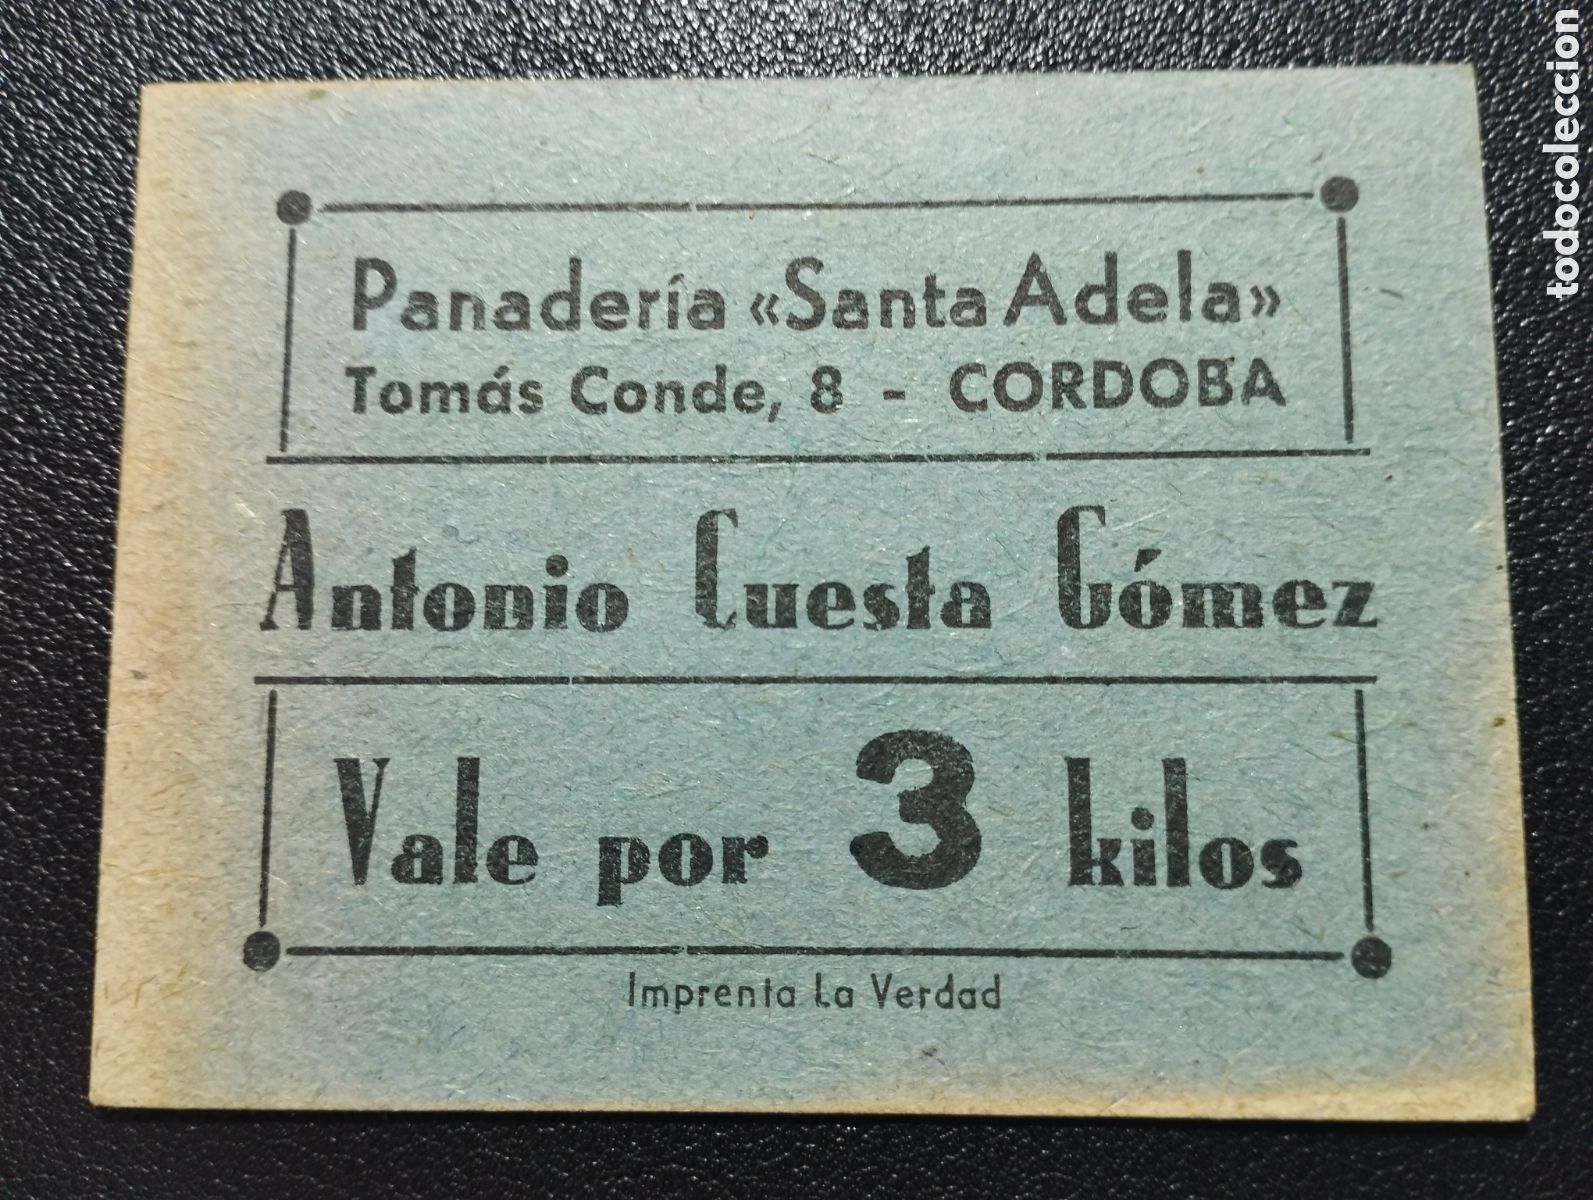 Panadería «Santa Adela»
Tomás Conde, 8 - CORDOBA
Antonio Cuesta Gómez
Vale por 3 kilos
Imprenta La Verdad
todocoleccion